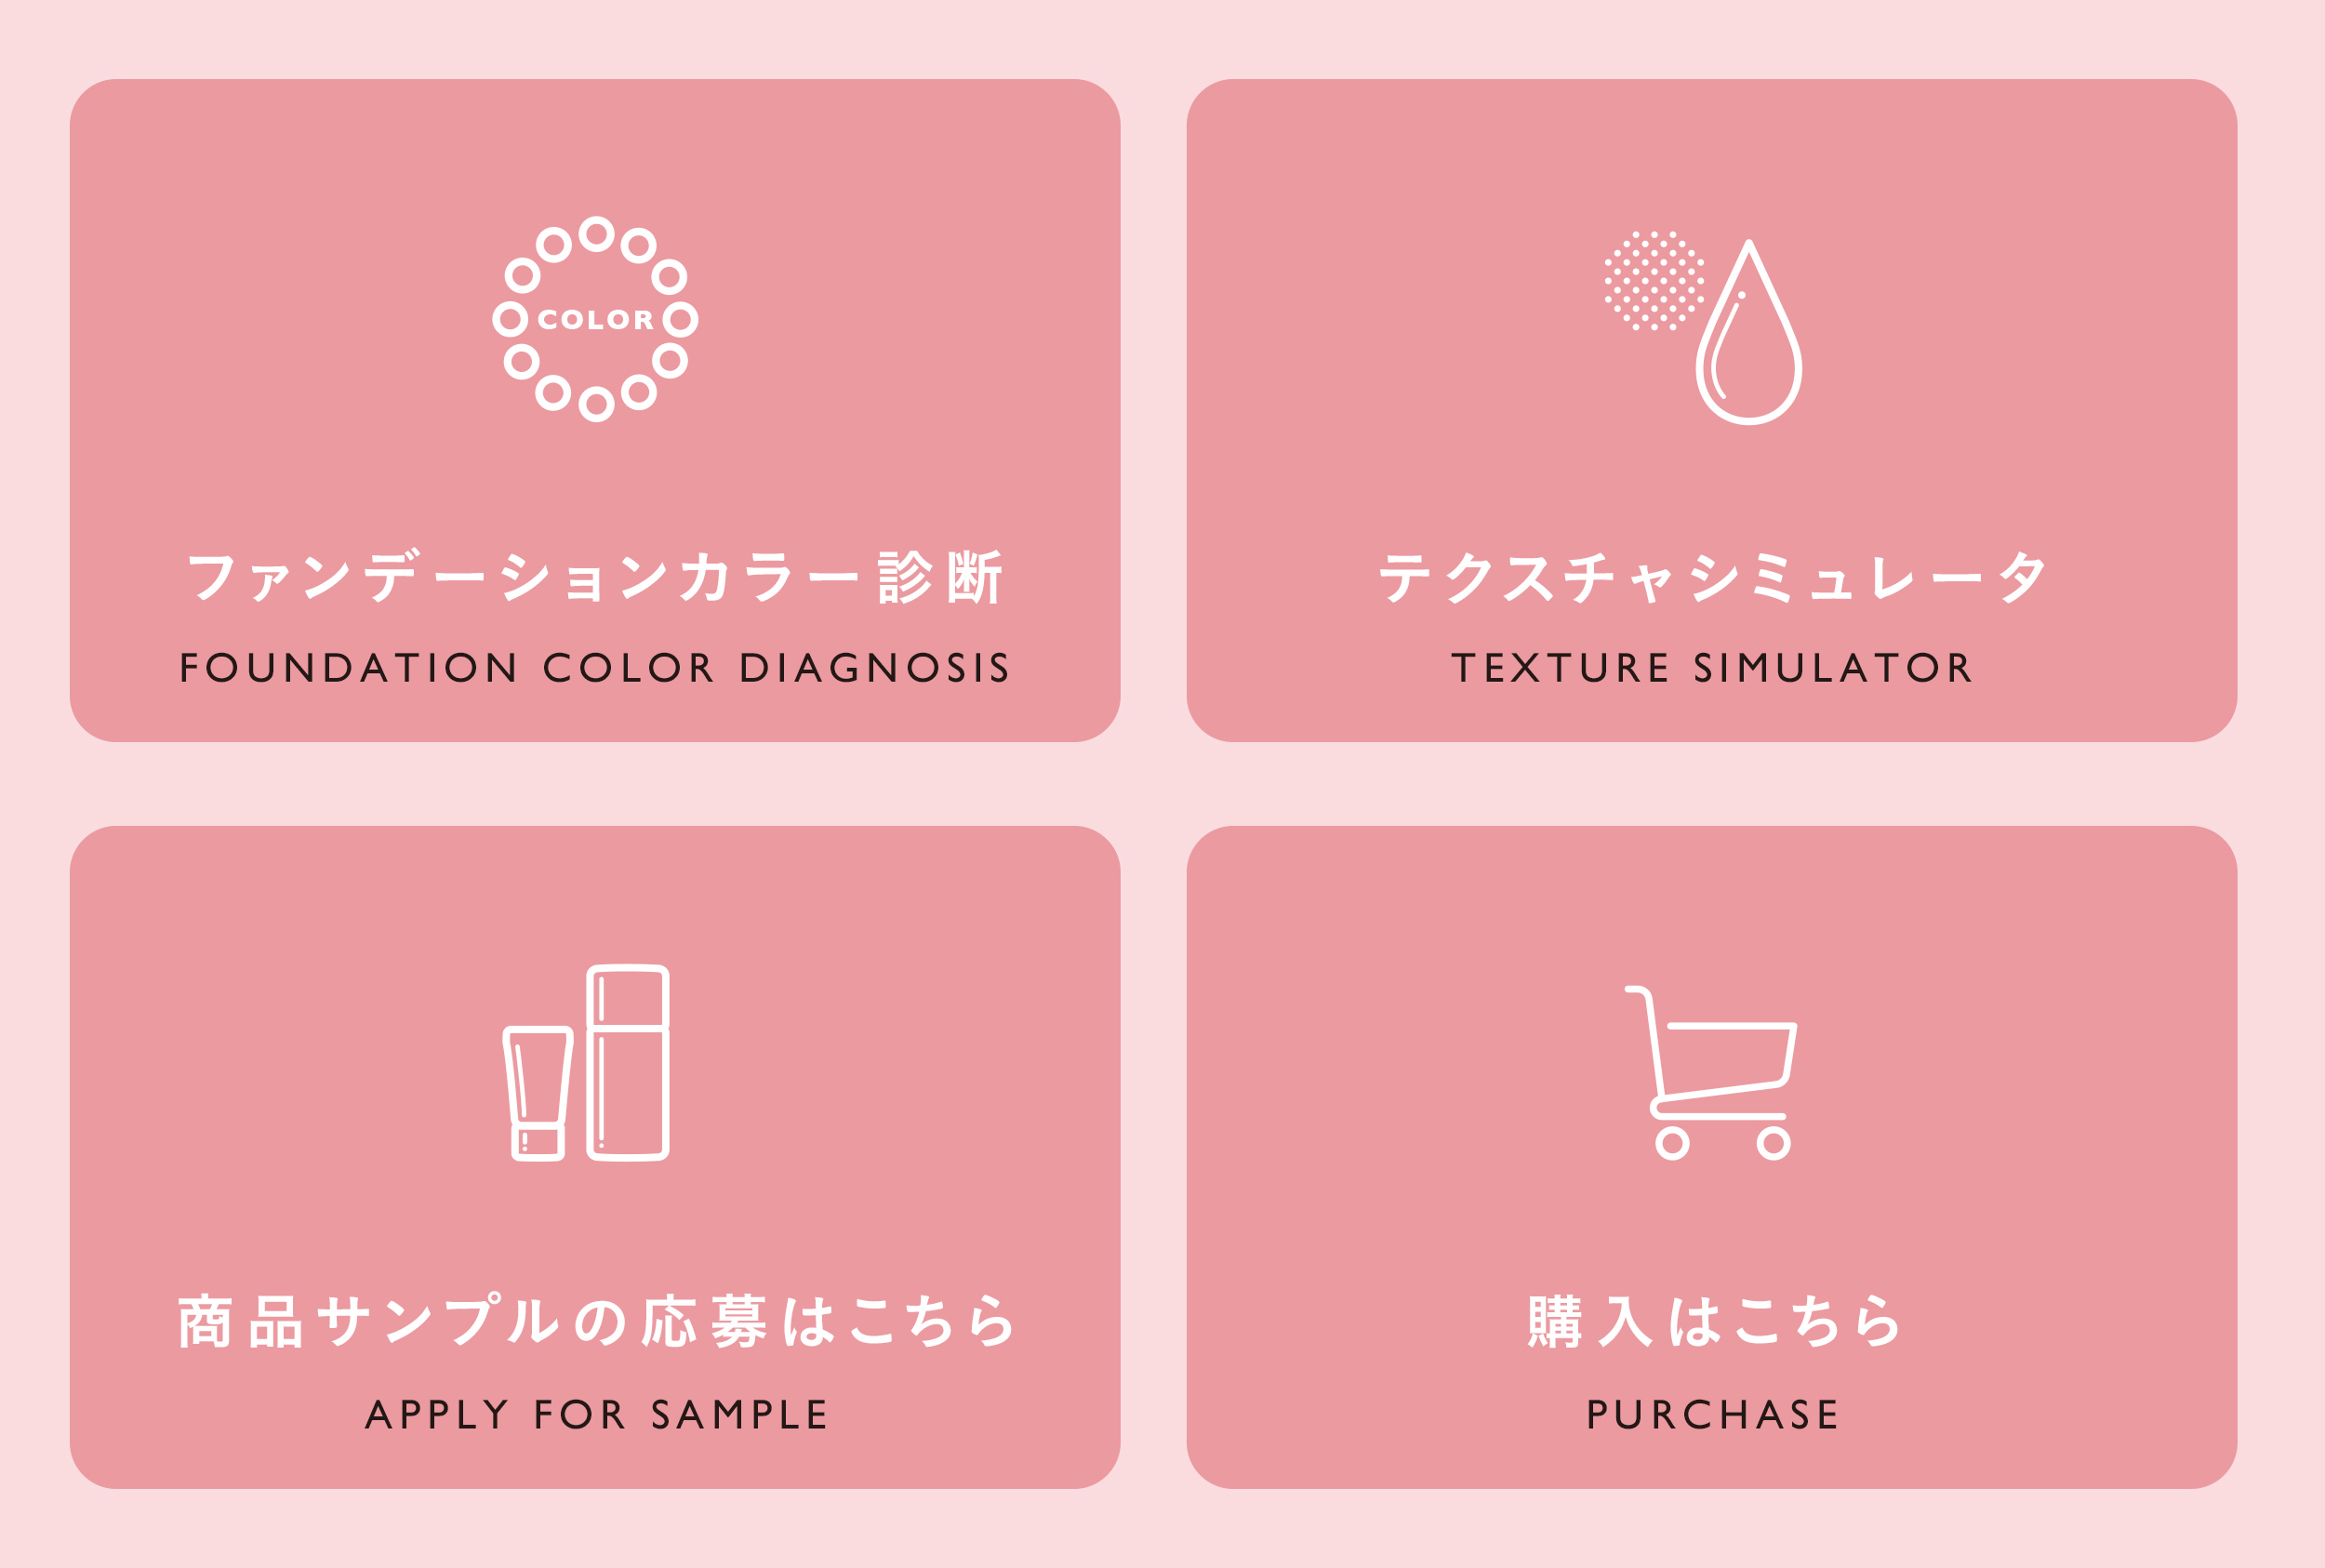 COLOR
ファンデーションカラー診断
FOUNDATION COLOR DIAGNOSIS
テクスチャシミュレータ
TEXTURE SIMULATOR
商品サンプルの応募はこちら
APPLY FOR SAMPLE
購入はこちら
PURCHASE